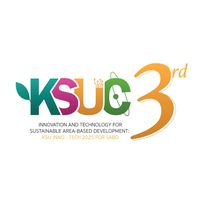 KSUC 3rd
INNOVATION AND TECHNOLOGY FOR
SUSTAINABLE AREA-BASED DEVELOPMENT:
KSU INNO - TECH 2025 FOR SABD